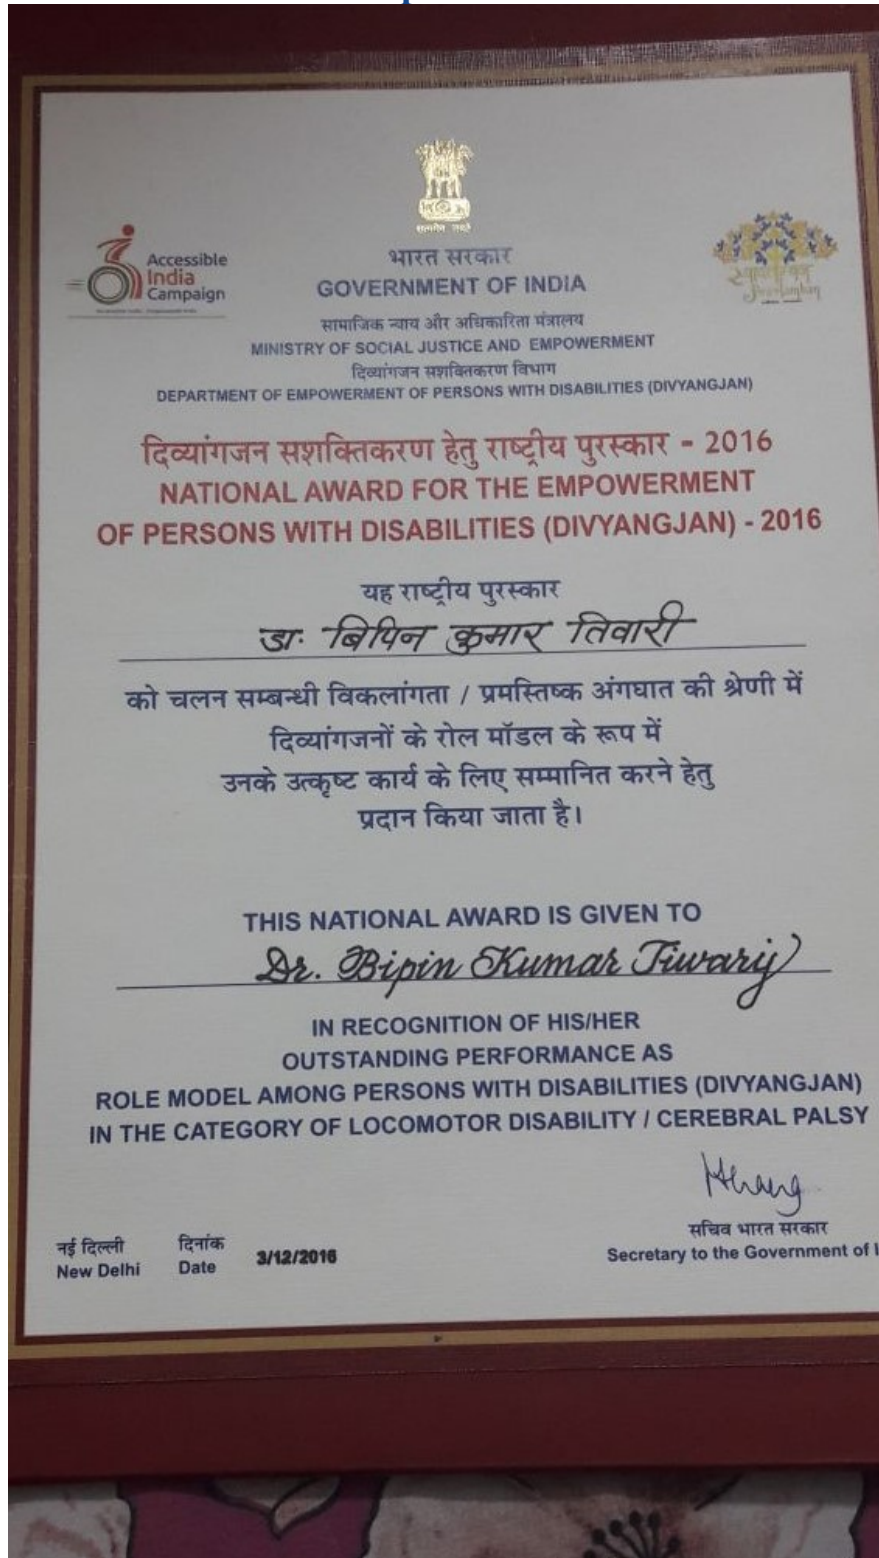 सत्यमेव जयते
Accessible
India
Campaign
भारत सरकार
GOVERNMENT OF INDIA
सामाजिक न्याय और अधिकारिता मंत्रालय
MINISTRY OF SOCIAL JUSTICE AND EMPOWERMENT
दिव्यांगजन सशक्तिकरण विभाग
DEPARTMENT OF EMPOWERMENT OF PERSONS WITH DISABILITIES (DIVYANGJAN)
दिव्यांगजन सशक्तिकरण हेतु राष्ट्रीय पुरस्कार - 2016
NATIONAL AWARD FOR THE EMPOWERMENT
OF PERSONS WITH DISABILITIES (DIVYANGJAN) - 2016
यह राष्ट्रीय पुरस्कार
डा. बिपिन कुमार तिवारी
को चलन सम्बन्धी विकलांगता / प्रमस्तिष्क अंगघात की श्रेणी में
दिव्यांगजनों के रोल मॉडल के रूप में
उनके उत्कृष्ट कार्य के लिए सम्मानित करने हेतु
प्रदान किया जाता है।
THIS NATIONAL AWARD IS GIVEN TO
Dr. Bipin Kumar Tiwary
IN RECOGNITION OF HIS/HER
OUTSTANDING PERFORMANCE AS
ROLE MODEL AMONG PERSONS WITH DISABILITIES (DIVYANGJAN)
IN THE CATEGORY OF LOCOMOTOR DISABILITY / CEREBRAL PALSY
सचिव भारत सरकार
Secretary to the Government of
नई दिल्ली दिनांक
New Delhi Date 3/12/2016